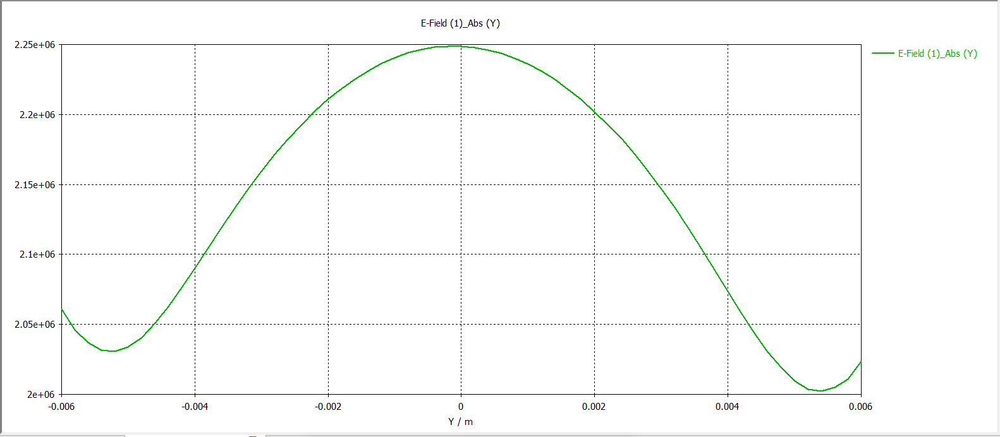 E-Field (1)_Abs (Y)
2.25e+06
E-Field (1)_Abs (Y)
2.2e+06
2.15e+06
2.1e+06
2.05e+06
2e+06
-0.006 -0.004 -0.002 0 0.002 0.004 0.006
Y / m